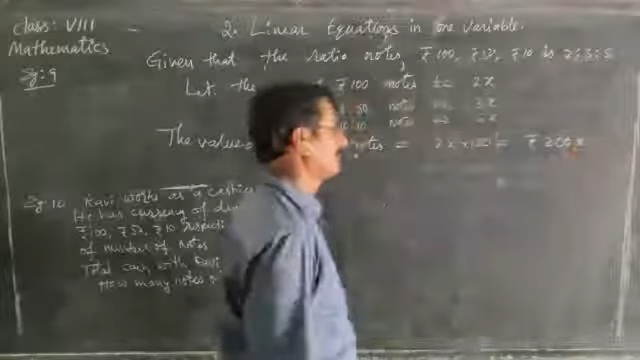 Class: VIII
Mathematics
Eg: 9
2. Linear Equations in one variable.
Given that the ratio notes, ₹100, ₹50, ₹10 is 2:3:5
Let the ₹100 notes be 2x
50 notes be 3x
10 notes be 5x
The value notes = 2x × 100 = ₹ 200x
Eg: 10. Ravi works as a cashier
He has currency of
₹100, ₹50, ₹10 respecti
of number of notes
Total cash with Ravi
How many notes o